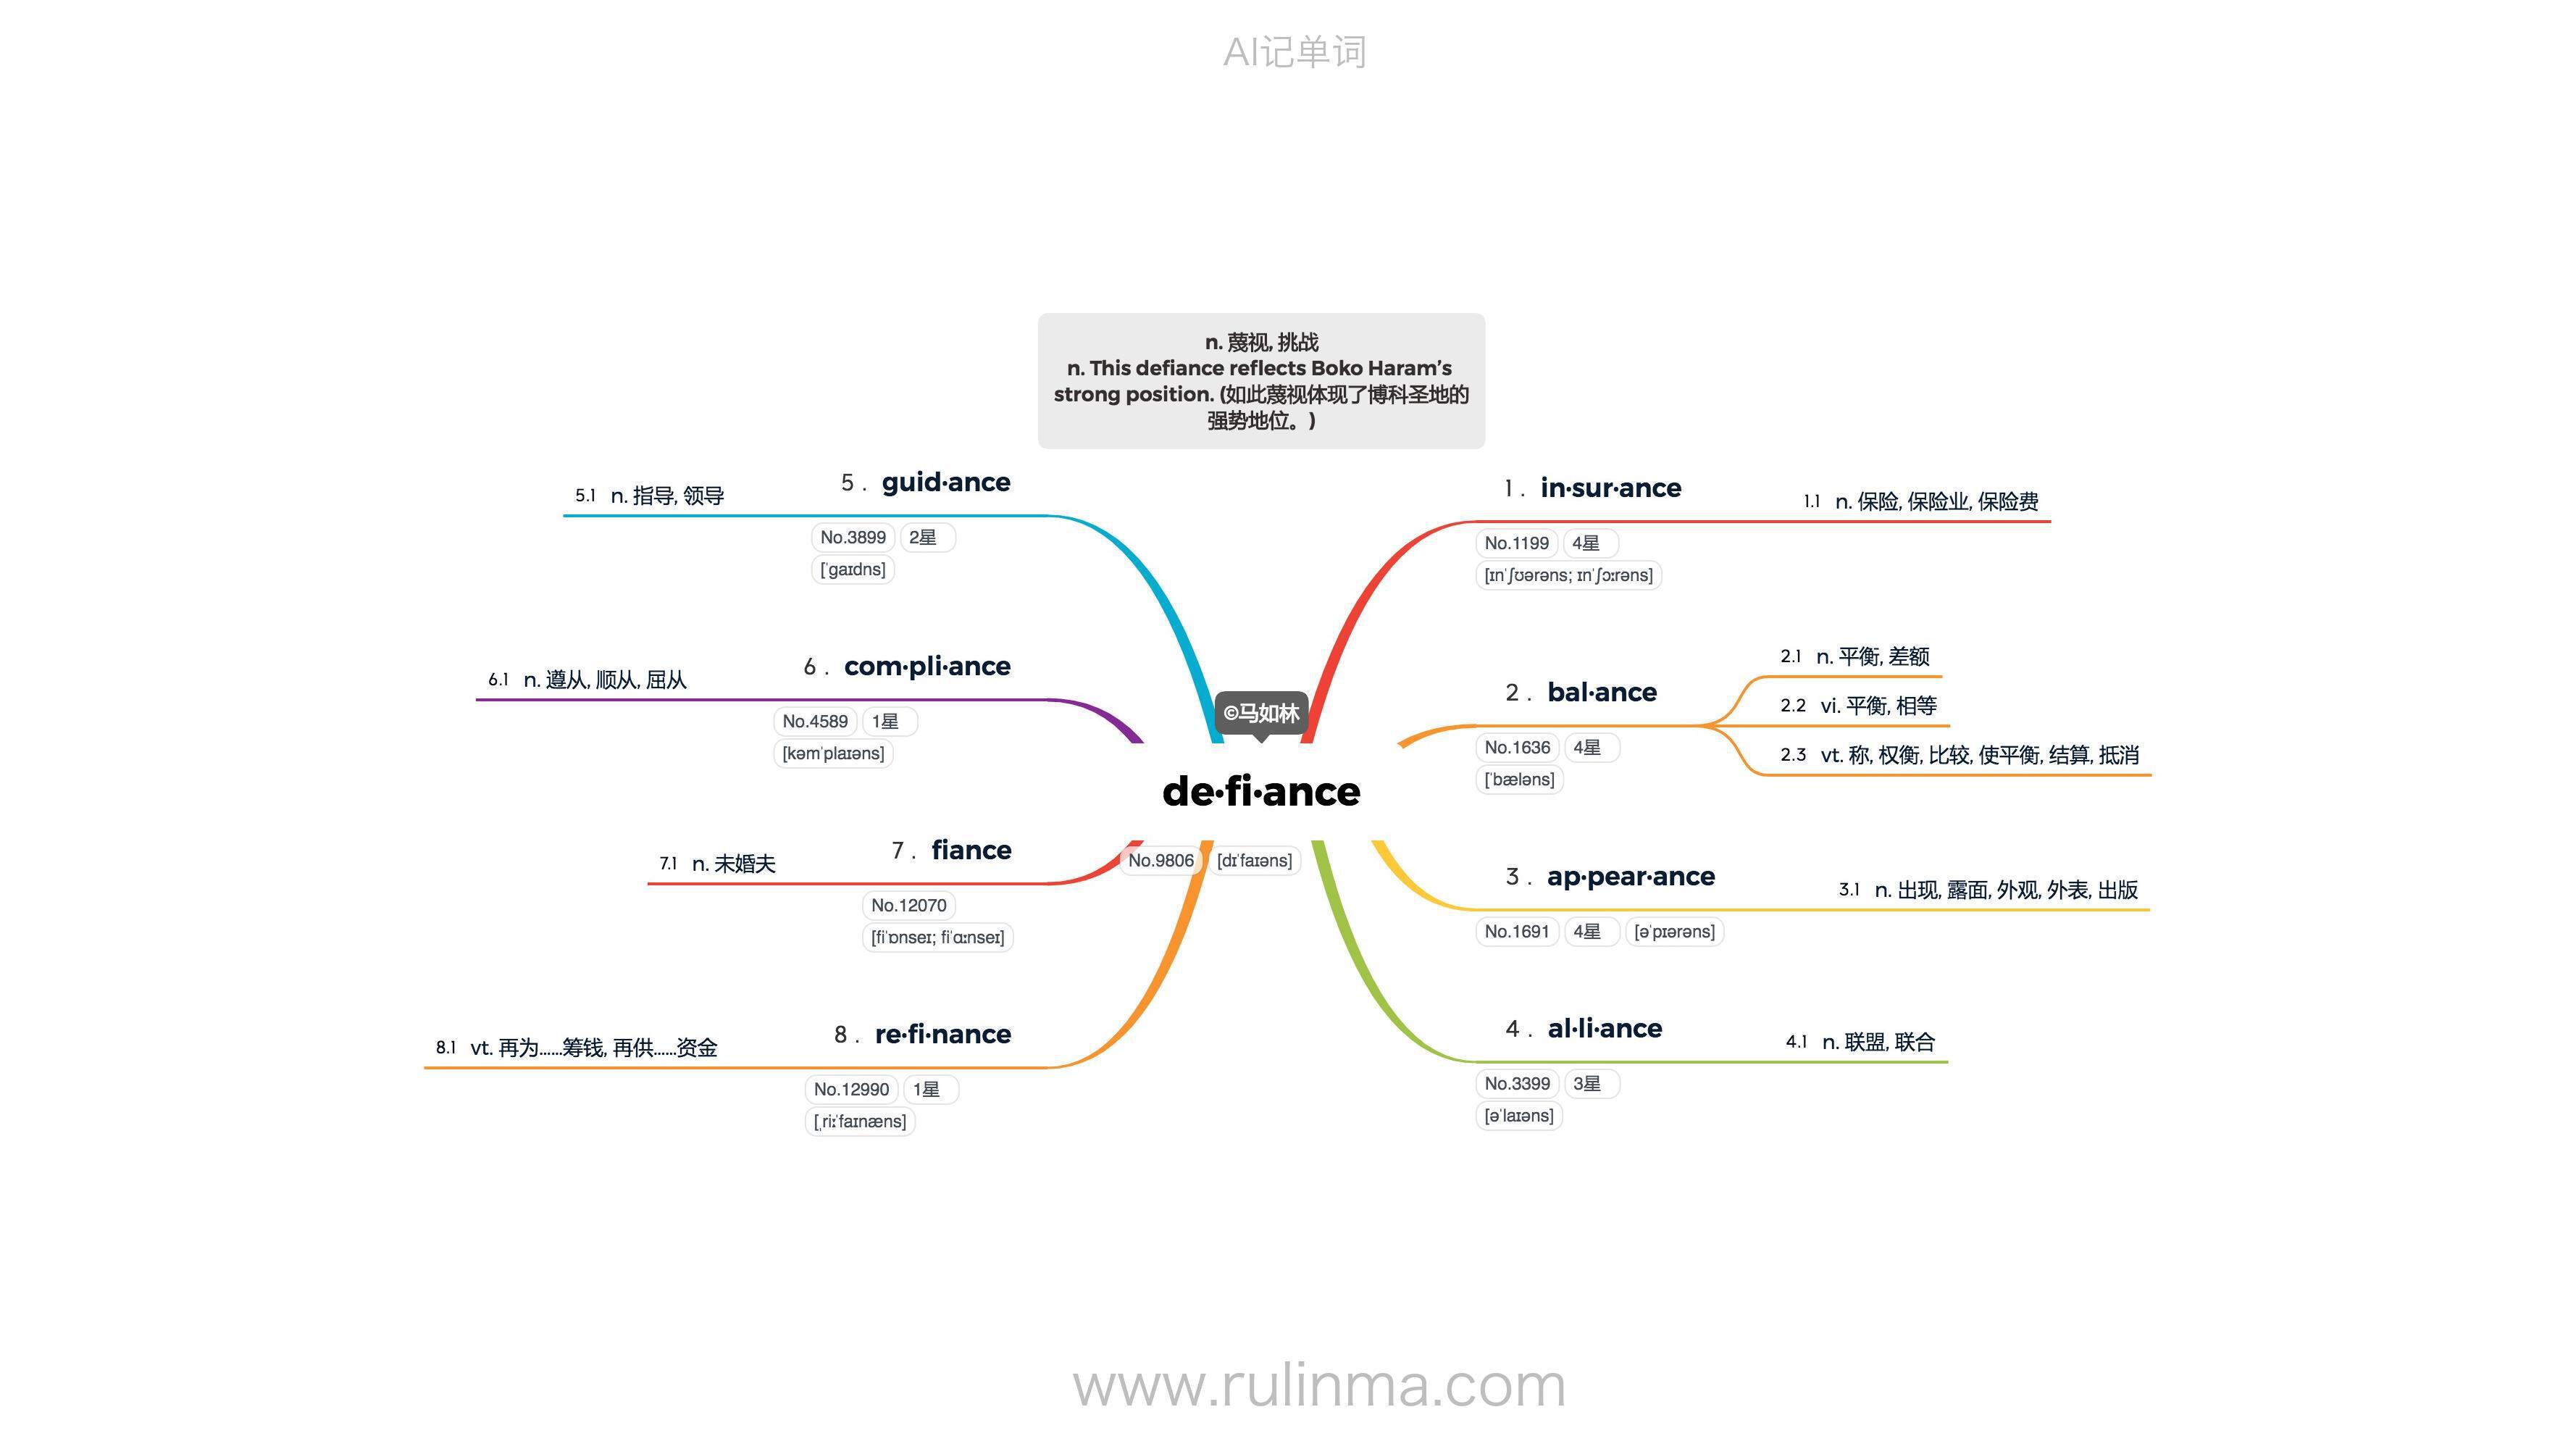 AI记单词
n. 蔑视, 挑战
n. This defiance reflects Boko Haram’s
strong position. (如此蔑视体现了博科圣地的
强势地位。)
©马如林
de·fi·ance
No.9806 [dɪˈfaɪəns]
1 . in·sur·ance
No.1199 4星
[ɪnˈʃʊərəns; ɪnˈʃɔːrəns]
1.1 n. 保险, 保险业, 保险费
2 . bal·ance
No.1636 4星
[ˈbæləns]
2.1 n. 平衡, 差额
2.2 vi. 平衡, 相等
2.3 vt. 称, 权衡, 比较, 使平衡, 结算, 抵消
3 . ap·pear·ance
No.1691 4星 [əˈpɪərəns]
3.1 n. 出现, 露面, 外观, 外表, 出版
4 . al·li·ance
No.3399 3星
[əˈlaɪəns]
4.1 n. 联盟, 联合
5 . guid·ance
No.3899 2星
[ˈɡaɪdns]
5.1 n. 指导, 领导
6 . com·pli·ance
No.4589 1星
[kəmˈplaɪəns]
6.1 n. 遵从, 顺从, 屈从
7 . fiance
No.12070
[fiˈɒnseɪ; fiˈɑːnseɪ]
7.1 n. 未婚夫
8 . re·fi·nance
No.12990 1星
[ˌriːˈfaɪnæns]
8.1 vt. 再为……筹钱, 再供……资金
www.rulinma.com